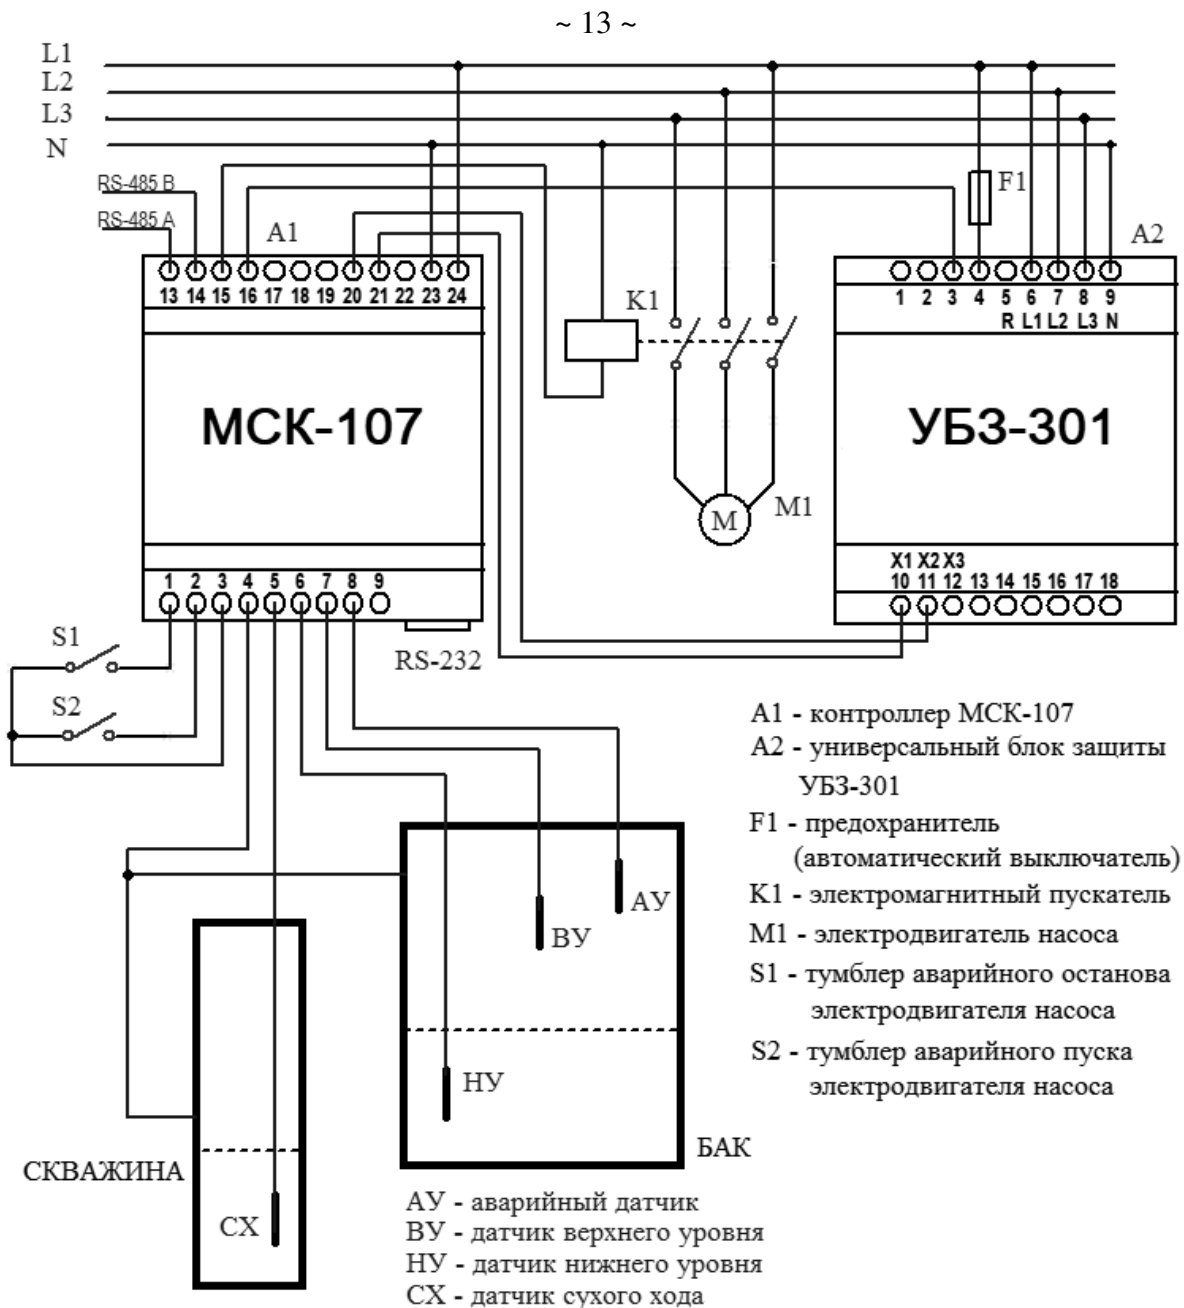 ~ 13 ~
L1
L2
L3
N
RS-485 B
RS-485 A
A1
F1
A2
13 14 15 16 17 18 19 20 21 22 23 24
K1
1 2 3 4 5 6 7 8 9
R L1 L2 L3 N
МСК-107
УБЗ-301
M
M1
X1 X2 X3
1 2 3 4 5 6 7 8 9
10 11 12 13 14 15 16 17 18
S1
RS-232
S2
A1 - контроллер МСК-107
A2 - универсальный блок защиты
УБЗ-301
F1 - предохранитель
(автоматический выключатель)
K1 - электромагнитный пускатель
M1 - электродвигатель насоса
S1 - тумблер аварийного останова
электродвигателя насоса
S2 - тумблер аварийного пуска
электродвигателя насоса
АУ
ВУ
НУ
БАК
СКВАЖИНА
СХ
АУ - аварийный датчик
ВУ - датчик верхнего уровня
НУ - датчик нижнего уровня
СХ - датчик сухого хода